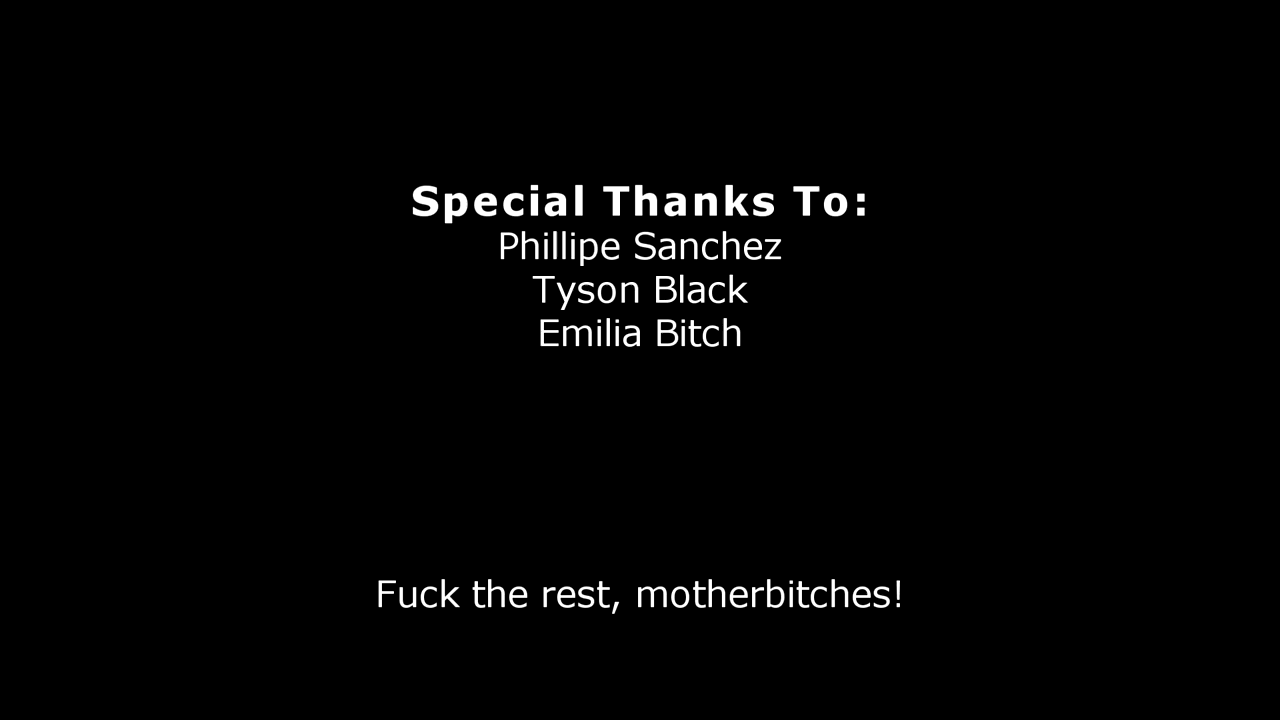 Special Thanks To:
Phillipe Sanchez
Tyson Black
Emilia Bitch
Fuck the rest, motherbitches!